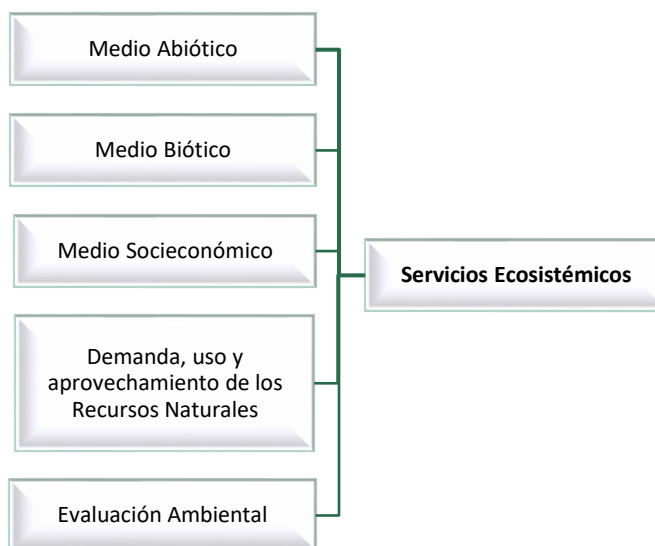 Medio Abiótico
Medio Biótico
Medio Socieconómico
Servicios Ecosistémicos
Demanda, uso y
aprovechamiento de los
Recursos Naturales
Evaluación Ambiental